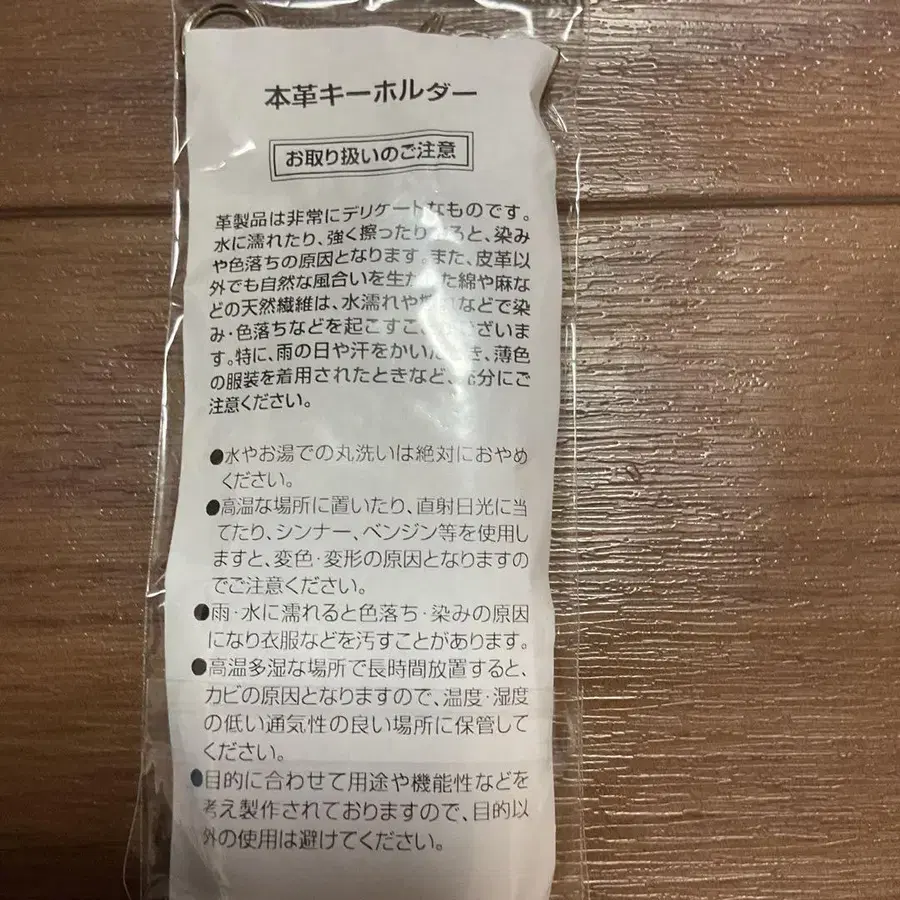 本革キーホルダー
お取り扱いのご注意
革製品は非常にデリケートなものです。
水に濡れたり、強く擦ったりすると、染み
や色落ちの原因となります。また、皮革以
外でも自然な風合いを生かした綿や麻な
どの天然繊維は、水濡れや摩擦などで染
み・色落ちなどを起こすことがございま
す。特に、雨の日や汗をかいたとき、薄色
の服装を着用されたときなど、充分にご
注意ください。
●水やお湯での丸洗いは絶対におやめ
ください。
●高温な場所に置いたり、直射日光に当
てたり、シンナー、ベンジン等を使用し
ますと、変色・変形の原因となりますの
でご注意ください。
●雨・水に濡れると色落ち・染みの原因
になり衣服などを汚すことがあります。
●高温多湿な場所で長時間放置すると、
カビの原因となりますので、温度・湿度
の低い通気性の良い場所に保管して
ください。
●目的に合わせて用途や機能性などを
考え製作されておりますので、目的以
外の使用は避けてください。